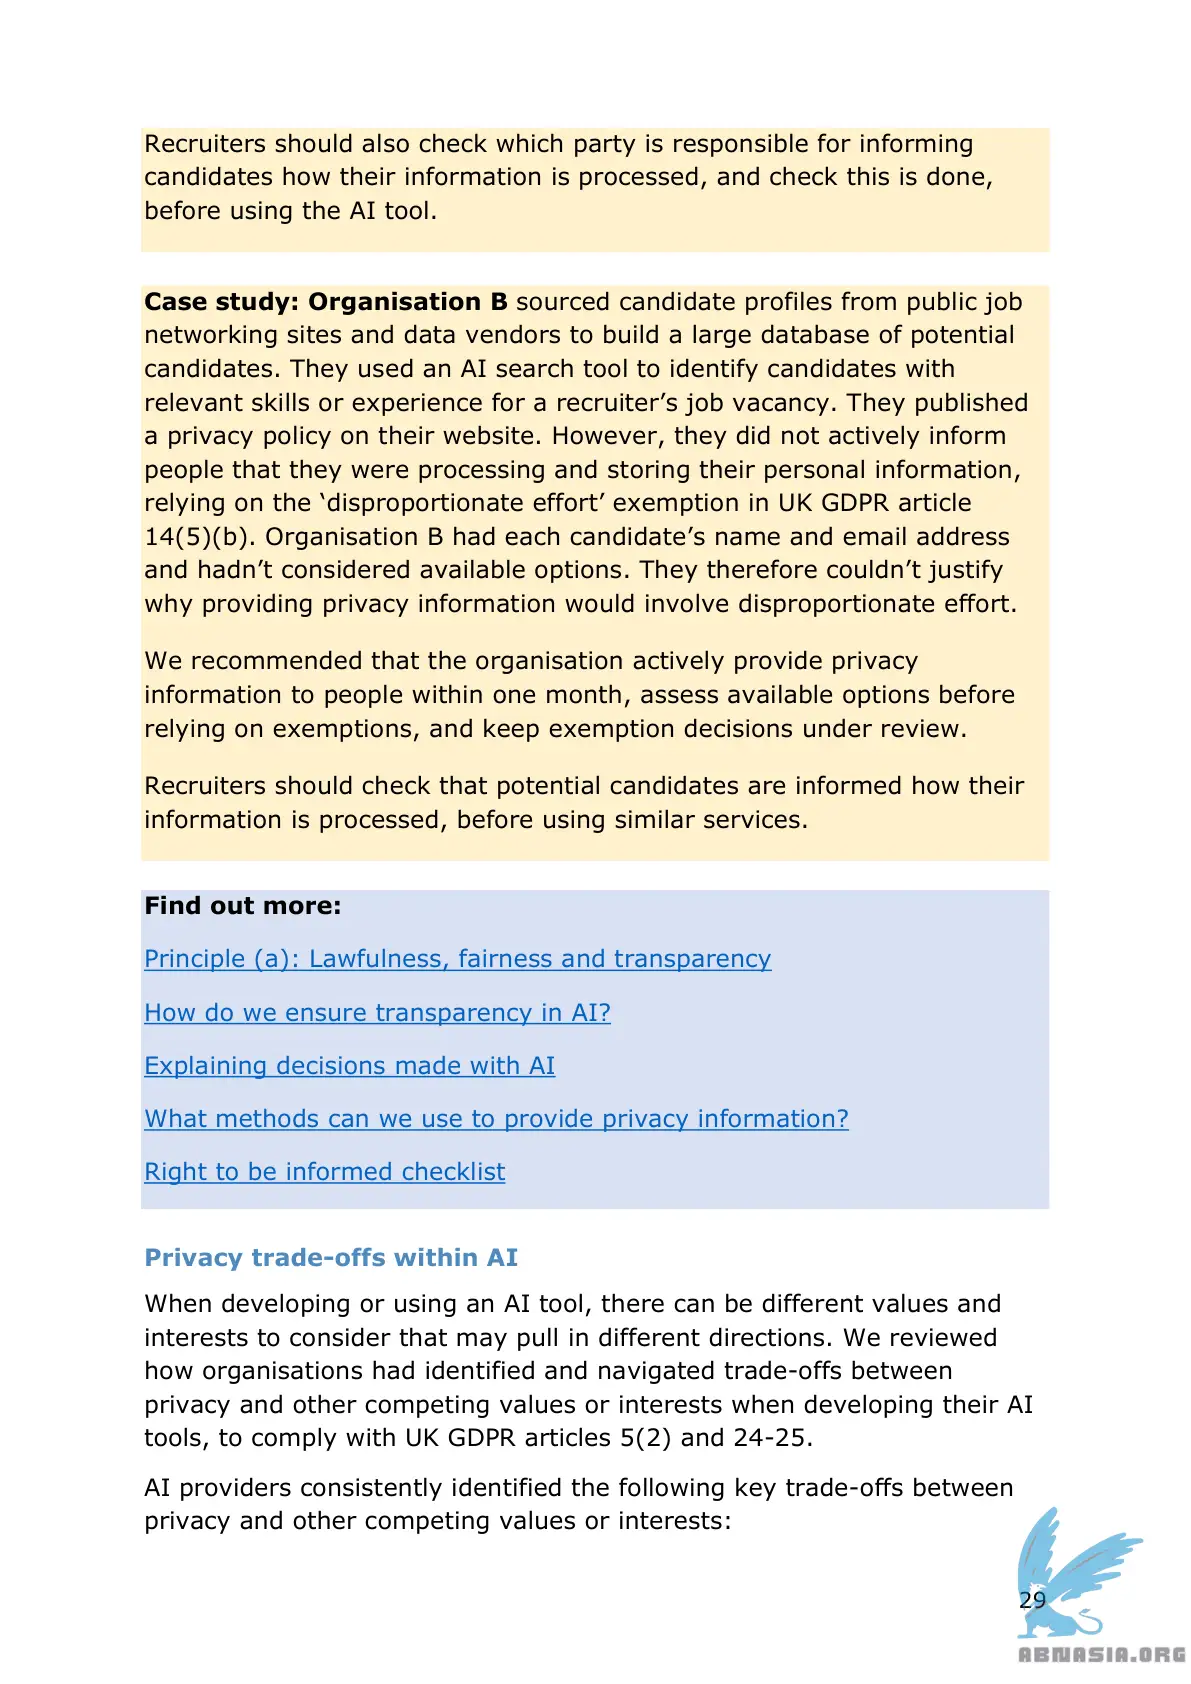 Recruiters should also check which party is responsible for informing
candidates how their information is processed, and check this is done,
before using the AI tool.
Case study: Organisation B sourced candidate profiles from public job
networking sites and data vendors to build a large database of potential
candidates. They used an AI search tool to identify candidates with
relevant skills or experience for a recruiter’s job vacancy. They published
a privacy policy on their website. However, they did not actively inform
people that they were processing and storing their personal information,
relying on the ‘disproportionate effort’ exemption in UK GDPR article
14(5)(b). Organisation B had each candidate’s name and email address
and hadn’t considered available options. They therefore couldn’t justify
why providing privacy information would involve disproportionate effort.
We recommended that the organisation actively provide privacy
information to people within one month, assess available options before
relying on exemptions, and keep exemption decisions under review.
Recruiters should check that potential candidates are informed how their
information is processed, before using similar services.
Find out more:
Principle (a): Lawfulness, fairness and transparency
How do we ensure transparency in AI?
Explaining decisions made with AI
What methods can we use to provide privacy information?
Right to be informed checklist
Privacy trade-offs within AI
When developing or using an AI tool, there can be different values and
interests to consider that may pull in different directions. We reviewed
how organisations had identified and navigated trade-offs between
privacy and other competing values or interests when developing their AI
tools, to comply with UK GDPR articles 5(2) and 24-25.
AI providers consistently identified the following key trade-offs between
privacy and other competing values or interests:
29
ABNASIA.ORG